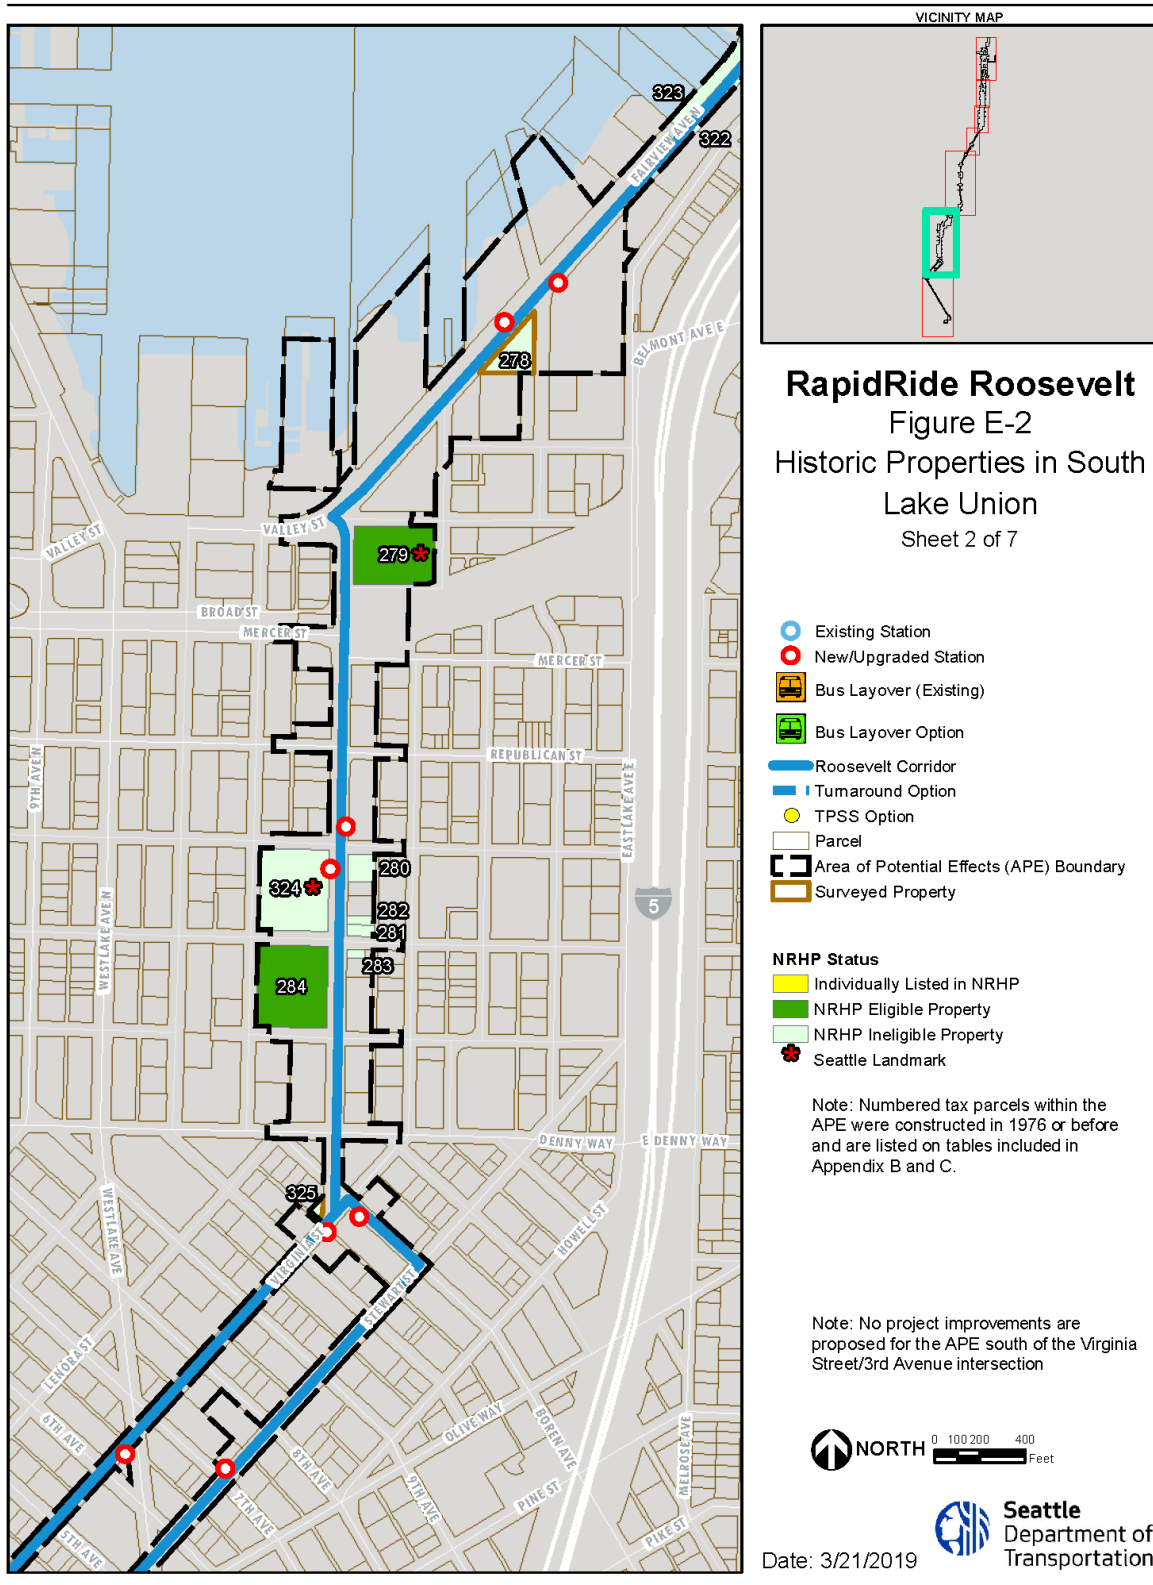 VICINITY MAP
RapidRide Roosevelt
Figure E-2
Historic Properties in South
Lake Union
Sheet 2 of 7
Existing Station
New/Upgraded Station
Bus Layover (Existing)
Bus Layover Option
Roosevelt Corridor
Turnaround Option
TPSS Option
Parcel
Area of Potential Effects (APE) Boundary
Surveyed Property
NRHP Status
Individually Listed in NRHP
NRHP Eligible Property
NRHP Ineligible Property
Seattle Landmark
Note: Numbered tax parcels within the
APE were constructed in 1976 or before
and are listed on tables included in
Appendix B and C.
Note: No project improvements are
proposed for the APE south of the Virginia
Street/3rd Avenue intersection
NORTH
0 100 200 400
Feet
Seattle
Department of
Transportation
Date: 3/21/2019
323
322
FAIRVIEW AVE N
278
BELMONT AVE E
VALLEY ST
VALLEY ST
279
BROAD ST
MERCER ST
MERCER ST
REPUBLICAN ST
9TH AVE N
EASTLAKE AVE E
280
324
282
281
283
5
WESTLAKE AVE N
284
DENNY WAY
E DENNY WAY
325
WESTLAKE AVE
VIRGINIA ST
HOWELL ST
STEWART ST
LENORA ST
6TH AVE
OLIVE WAY
BOREN AVE
MELROSE AVE
8TH AVE
9TH AVE
7TH AVE
PINE ST
PIKE ST
5TH AVE